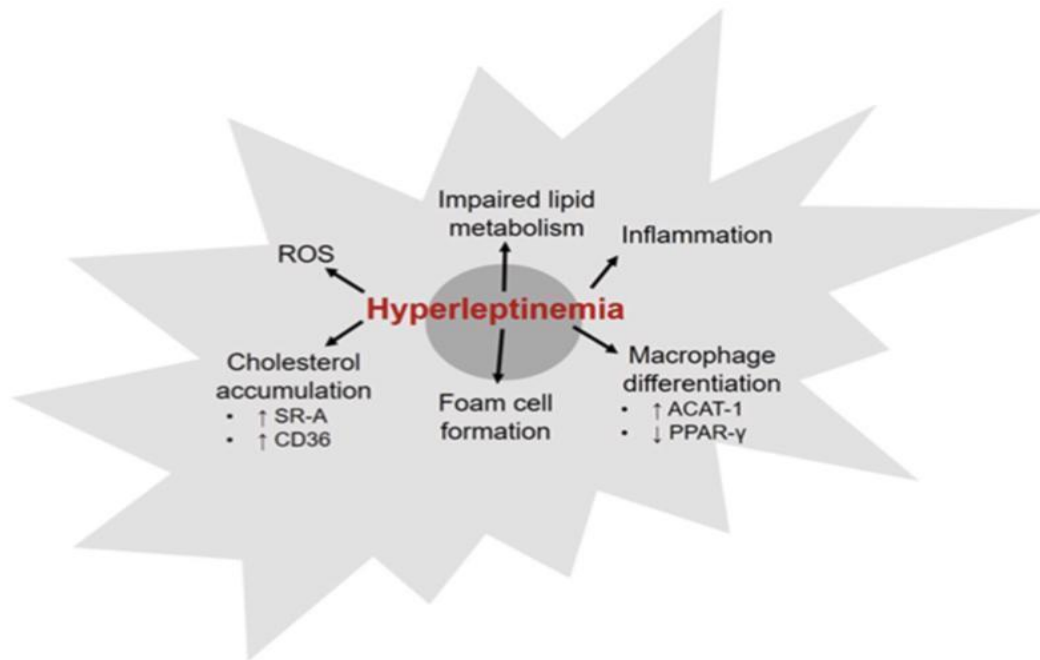 Impaired lipid
metabolism
Inflammation
ROS
Hyperleptinemia
Cholesterol
accumulation
• ↑ SR-A
• ↑ CD36
Foam cell
formation
Macrophage
differentiation
• ↑ ACAT-1
• ↓ PPAR-γ